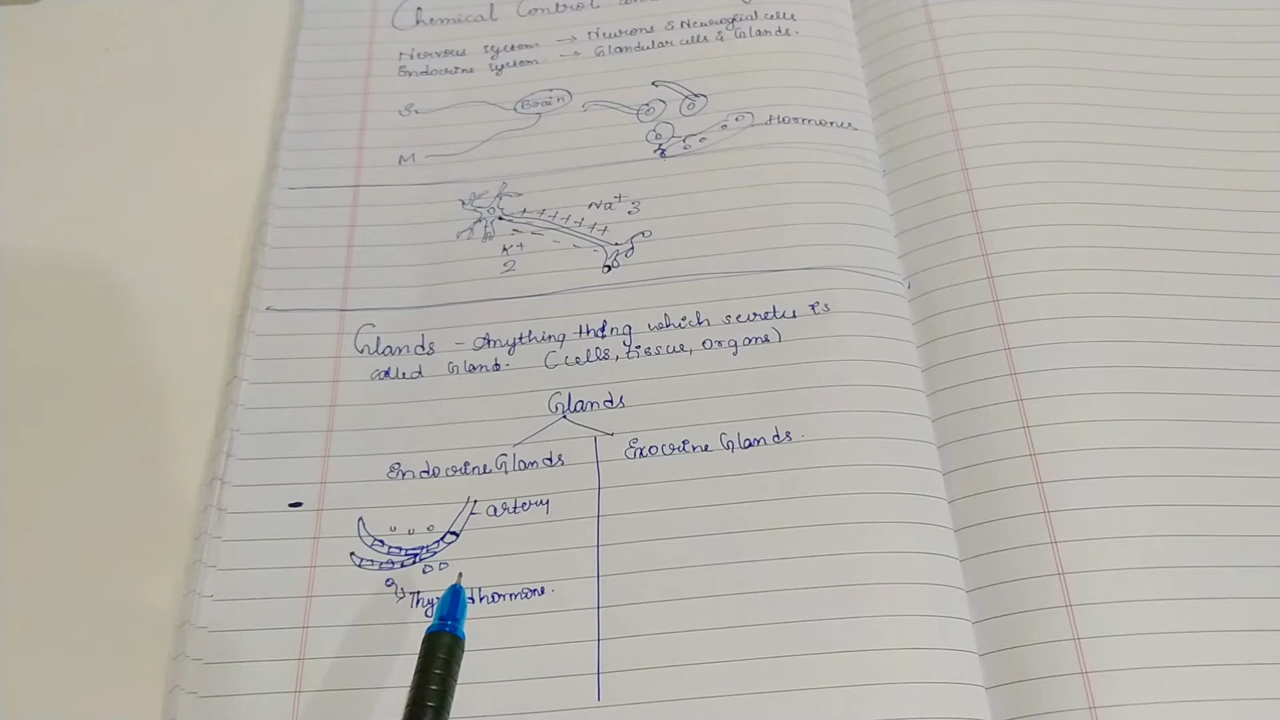 Chemical Control
Nervous system → Neurons & Neuroglial cells
Endocrine system → Glandular cells & Glands.
S
Brain
Hormones
M
Na+ 3
K+
2
Glands - Anything thing which secretes is
called Gland. (cells, tissue, organs)
Glands
Endocrine Glands
Exocrine Glands.
artery
hormone.